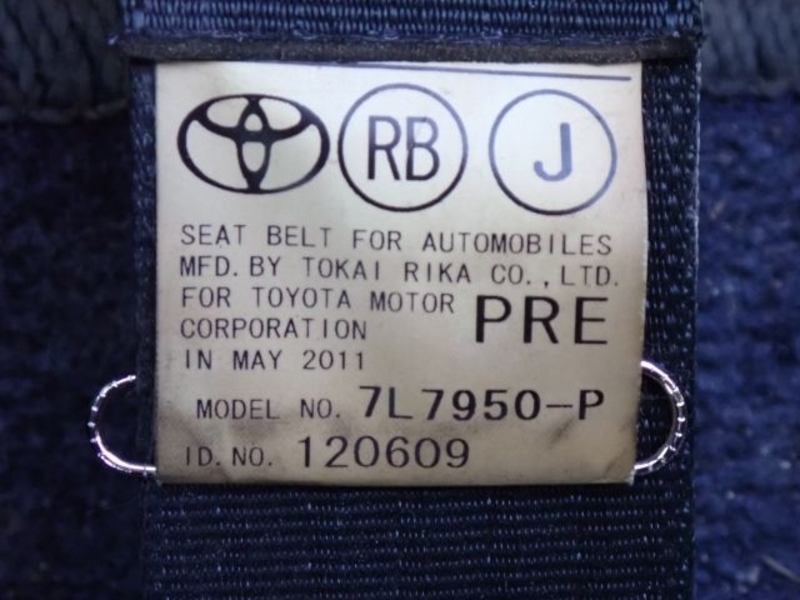 RB J
SEAT BELT FOR AUTOMOBILES
MFD. BY TOKAI RIKA CO., LTD.
FOR TOYOTA MOTOR
CORPORATION PRE
IN MAY 2011
MODEL NO. 7L7950-P
ID. NO. 120609